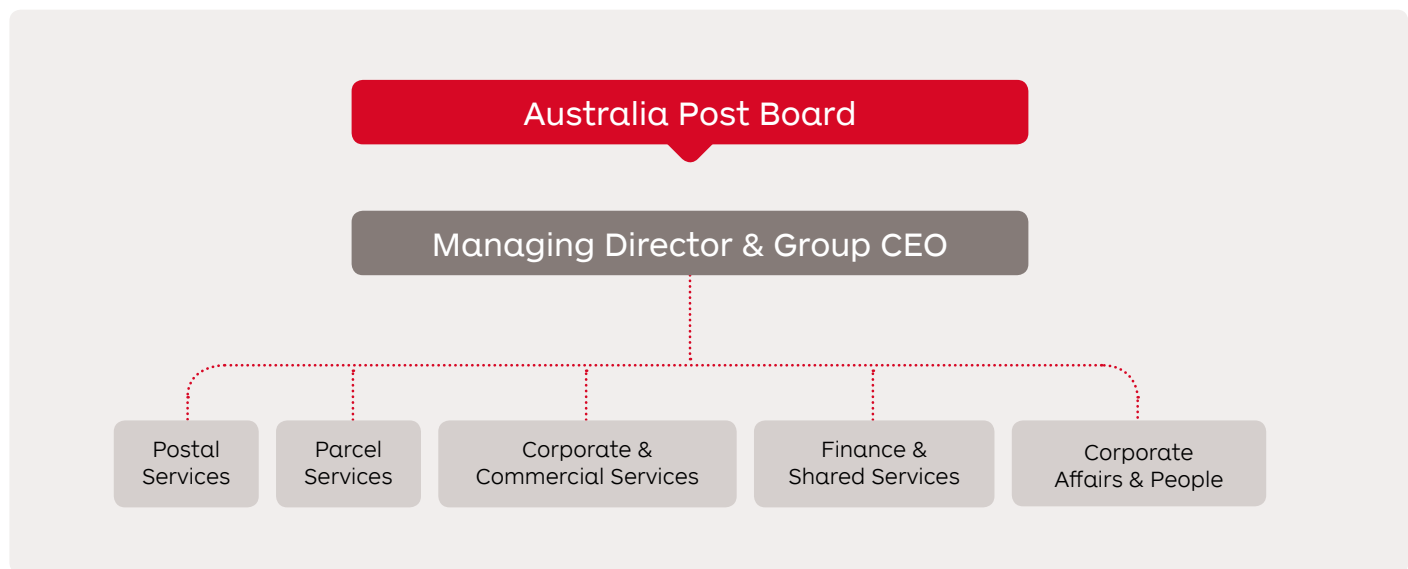 Australia Post Board
Managing Director & Group CEO
Postal
Services
Parcel
Services
Corporate &
Commercial Services
Finance &
Shared Services
Corporate
Affairs & People